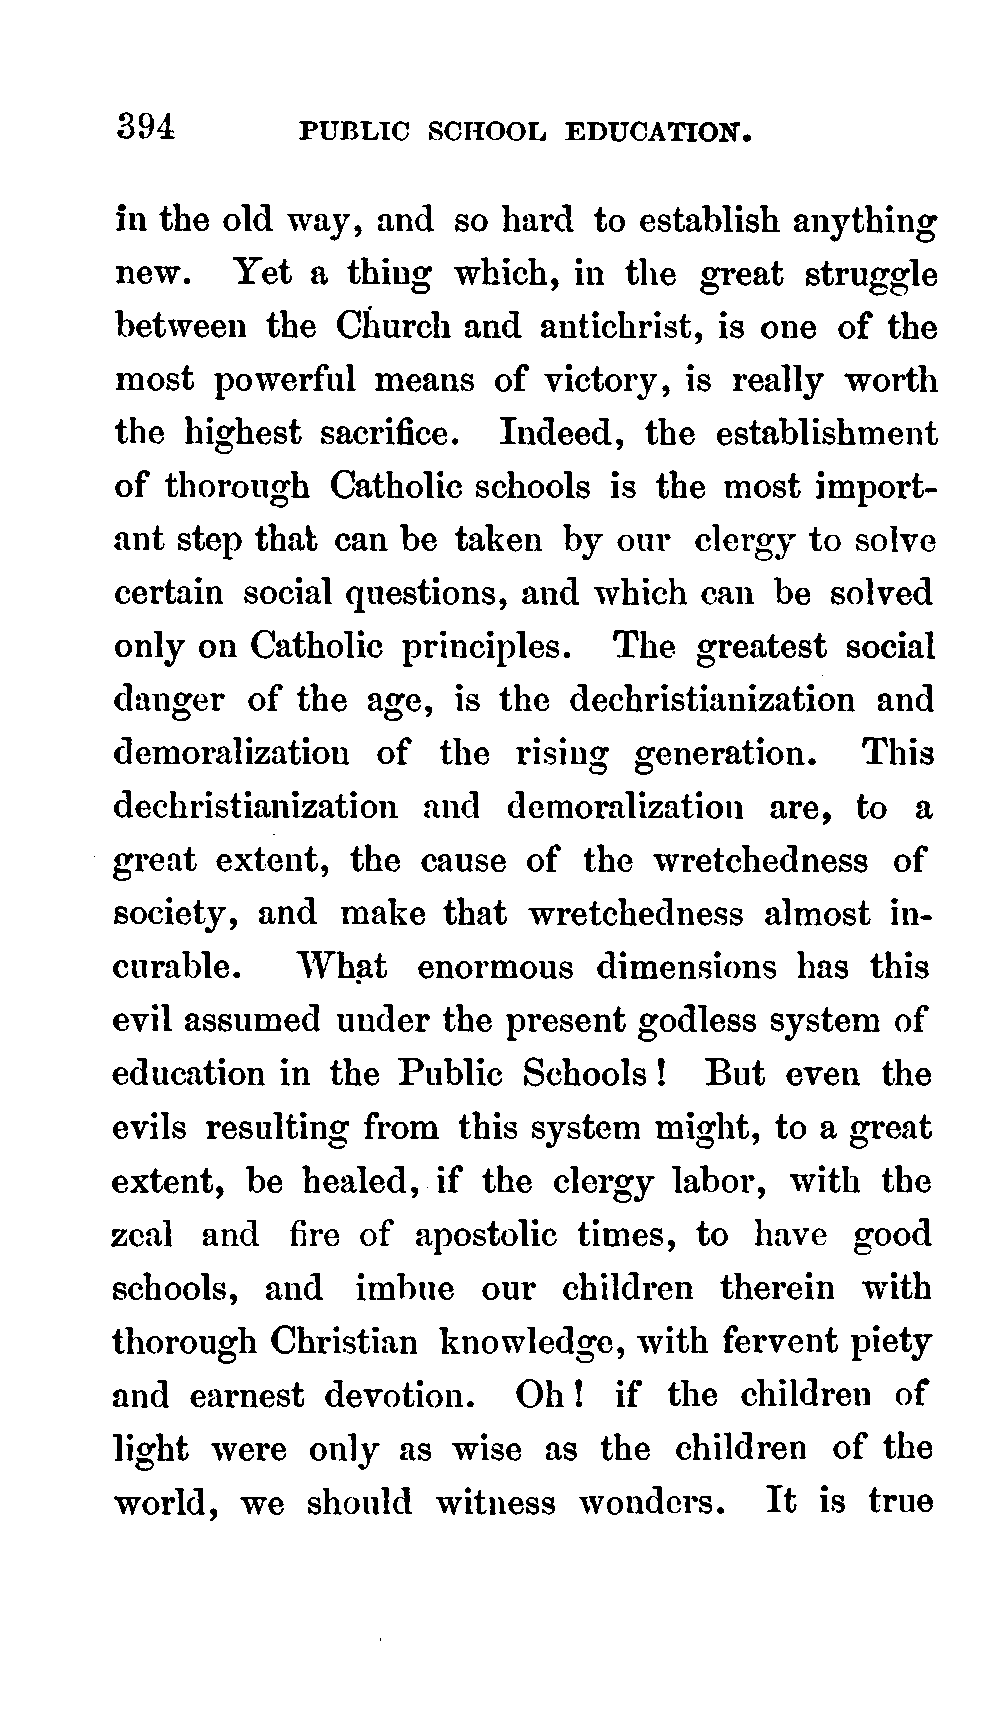 394 PUBLIC SCHOOL EDUCATION.
in the old way, and so hard to establish anything
new. Yet a thing which, in the great struggle
between the Church and antichrist, is one of the
most powerful means of victory, is really worth
the highest sacrifice. Indeed, the establishment
of thorough Catholic schools is the most import-
ant step that can be taken by our clergy to solve
certain social questions, and which can be solved
only on Catholic principles. The greatest social
danger of the age, is the dechristianization and
demoralization of the rising generation. This
dechristianization and demoralization are, to a
great extent, the cause of the wretchedness of
society, and make that wretchedness almost in-
curable. What enormous dimensions has this
evil assumed under the present godless system of
education in the Public Schools! But even the
evils resulting from this system might, to a great
extent, be healed, if the clergy labor, with the
zeal and fire of apostolic times, to have good
schools, and imbue our children therein with
thorough Christian knowledge, with fervent piety
and earnest devotion. Oh! if the children of
light were only as wise as the children of the
world, we should witness wonders. It is true